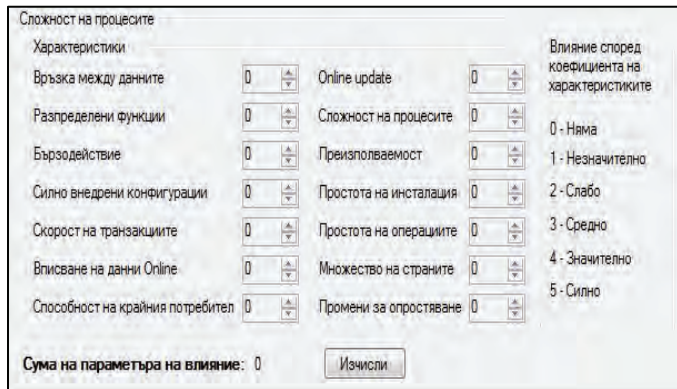 Сложност на процесите
Характеристики
Връзка между данните 0
Разпределени функции 0
Бързодействие 0
Силно внедрени конфигурации 0
Скорост на транзакциите 0
Вписване на данни Online 0
Способност на крайния потребител 0
Online update 0
Сложност на процесите 0
Преизползваемост 0
Простота на инсталация 0
Простота на операциите 0
Множество на страните 0
Промени за опростяване 0
Влияние според
коефициента на
характеристиките
0 - Няма
1 - Незначително
2 - Слабо
3 - Средно
4 - Значително
5 - Силно
Сума на параметъра на влияние: 0
Изчисли